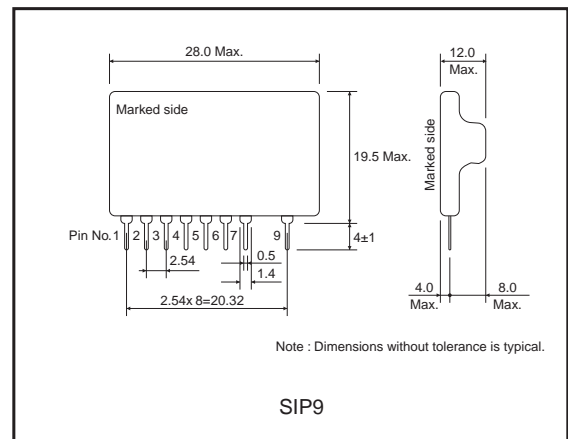 28.0 Max.
12.0
Max.
Marked side
Marked side
19.5 Max.
Pin No.1 2 3 4 5 6 7 9
4±1
2.54
0.5
1.4
2.54x 8=20.32
4.0
Max.
8.0
Max.
Note : Dimensions without tolerance is typical.
SIP9